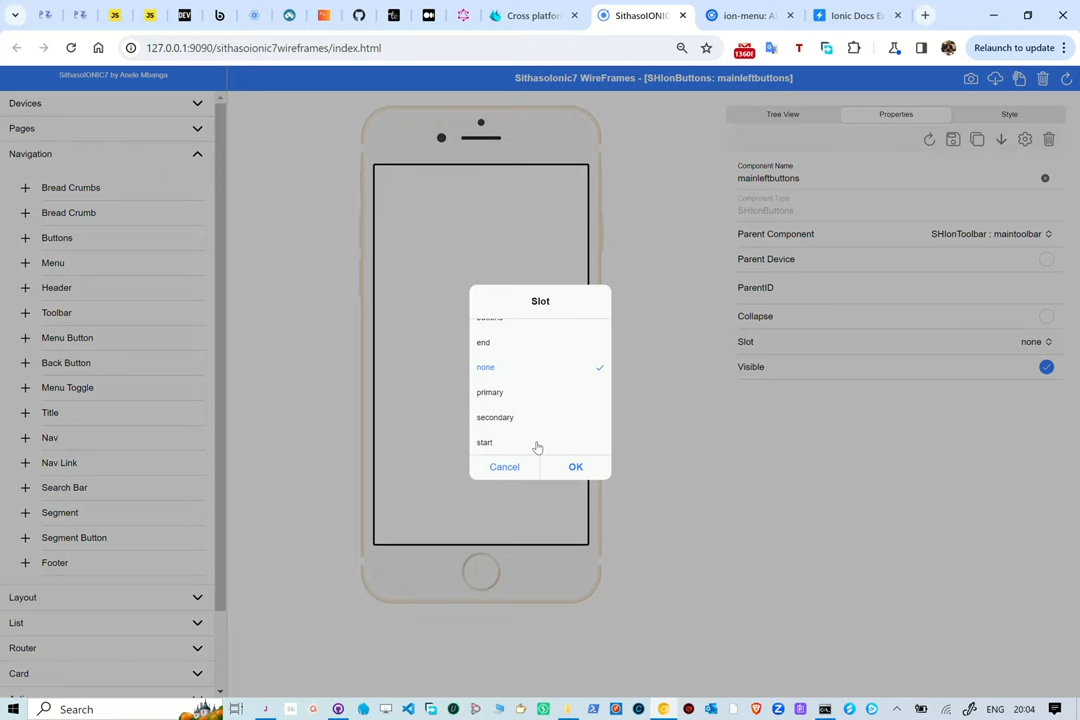 Cross platform
SithasoIONIC
ion-menu: A
Ionic Docs E
127.0.0.1:9090/sithasoionic7wireframes/index.html
Relaunch to update
SithasoIONIC7 by Anele Mbanga
SithasoIonic7 WireFrames - [SHIonButtons: mainleftbuttons]
Devices
Pages
Navigation
Bread Crumbs
Bread Crumb
Buttons
Menu
Header
Toolbar
Menu Button
Back Button
Menu Toggle
Title
Nav
Nav Link
Search Bar
Segment
Segment Button
Footer
Layout
List
Router
Card
Slot
buttons
end
none
primary
secondary
start
Cancel
OK
Tree View
Properties
Style
Component Name
mainleftbuttons
Component Type
SHIonButtons
Parent Component
SHIonToolbar : maintoolbar
Parent Device
ParentID
Collapse
Slot
none
Visible
Search
ENG
20:04